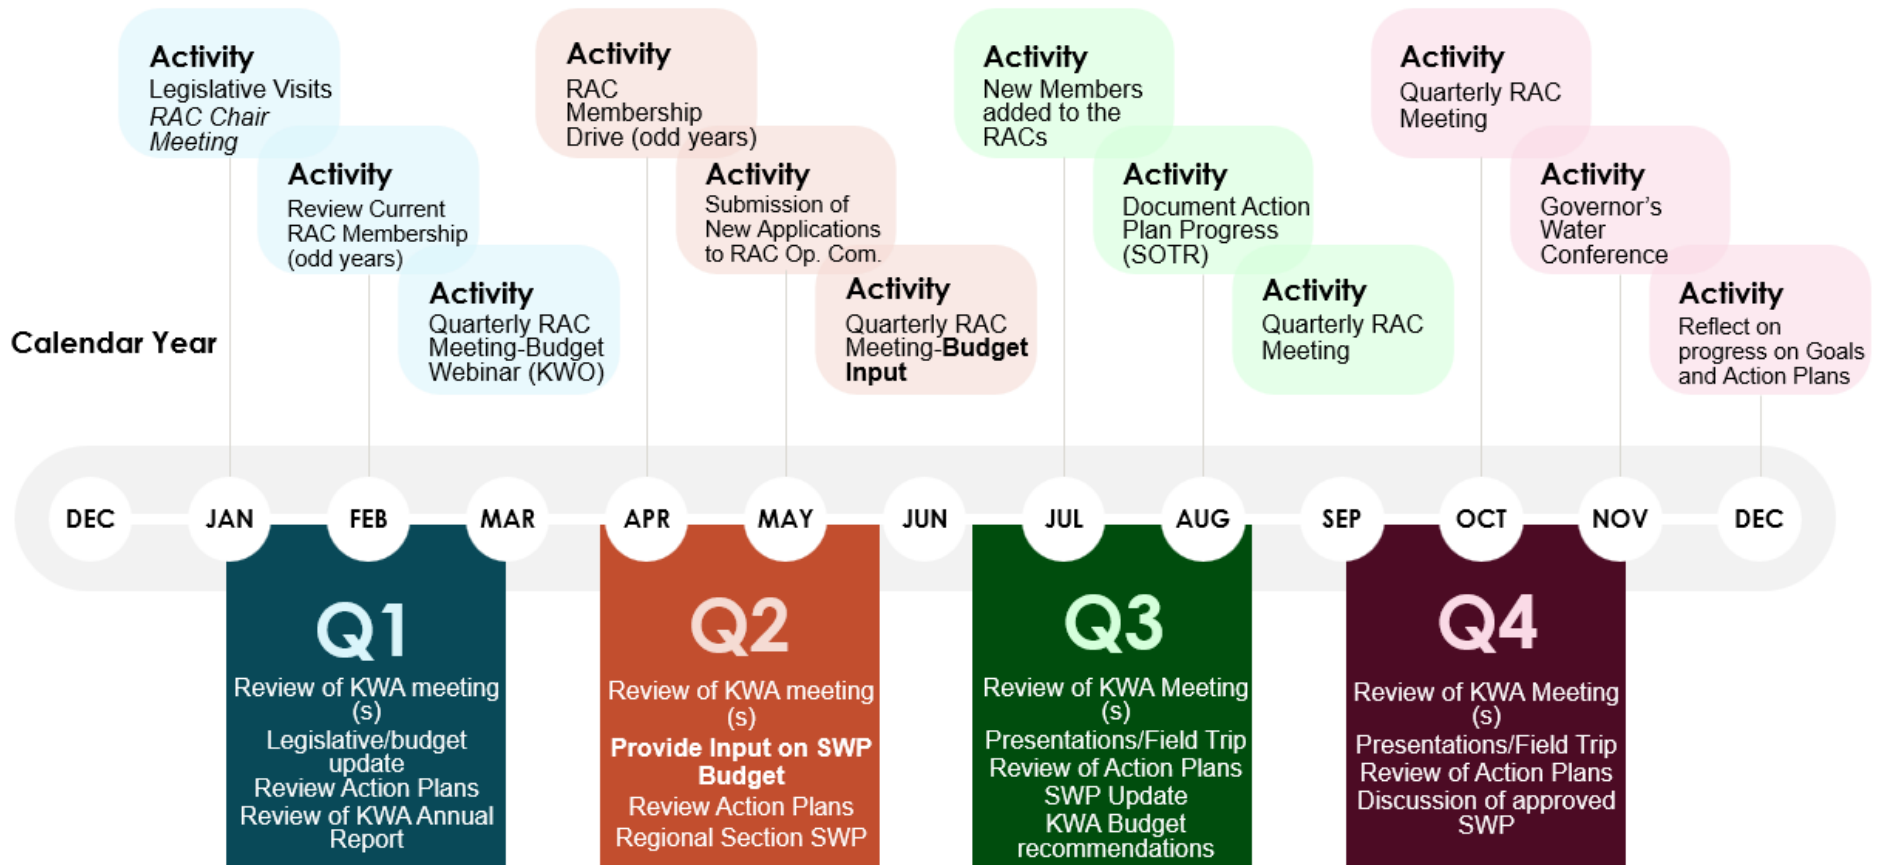 Activity
Legislative Visits
RAC Chair
Meeting
Activity
Review Current
RAC Membership
(odd years)
Activity
Quarterly RAC
Meeting-Budget
Webinar (KWO)
Activity
RAC
Membership
Drive (odd years)
Activity
Submission of
New Applications
to RAC Op. Com.
Activity
Quarterly RAC
Meeting-Budget
Input
Activity
New Members
added to the
RACs
Activity
Document Action
Plan Progress
(SOTR)
Activity
Quarterly RAC
Meeting
Activity
Quarterly RAC
Meeting
Activity
Governor’s
Water
Conference
Activity
Reflect on
progress on Goals
and Action Plans
Calendar Year
DEC JAN FEB MAR APR MAY JUN JUL AUG SEP OCT NOV DEC
Q1
Review of KWA meeting
(s)
Legislative/budget
update
Review Action Plans
Review of KWA Annual
Report
Q2
Review of KWA meeting
(s)
Provide Input on SWP
Budget
Review Action Plans
Regional Section SWP
Q3
Review of KWA Meeting
(s)
Presentations/Field Trip
Review of Action Plans
SWP Update
KWA Budget
recommendations
Q4
Review of KWA Meeting
(s)
Presentations/Field Trip
Review of Action Plans
Discussion of approved
SWP